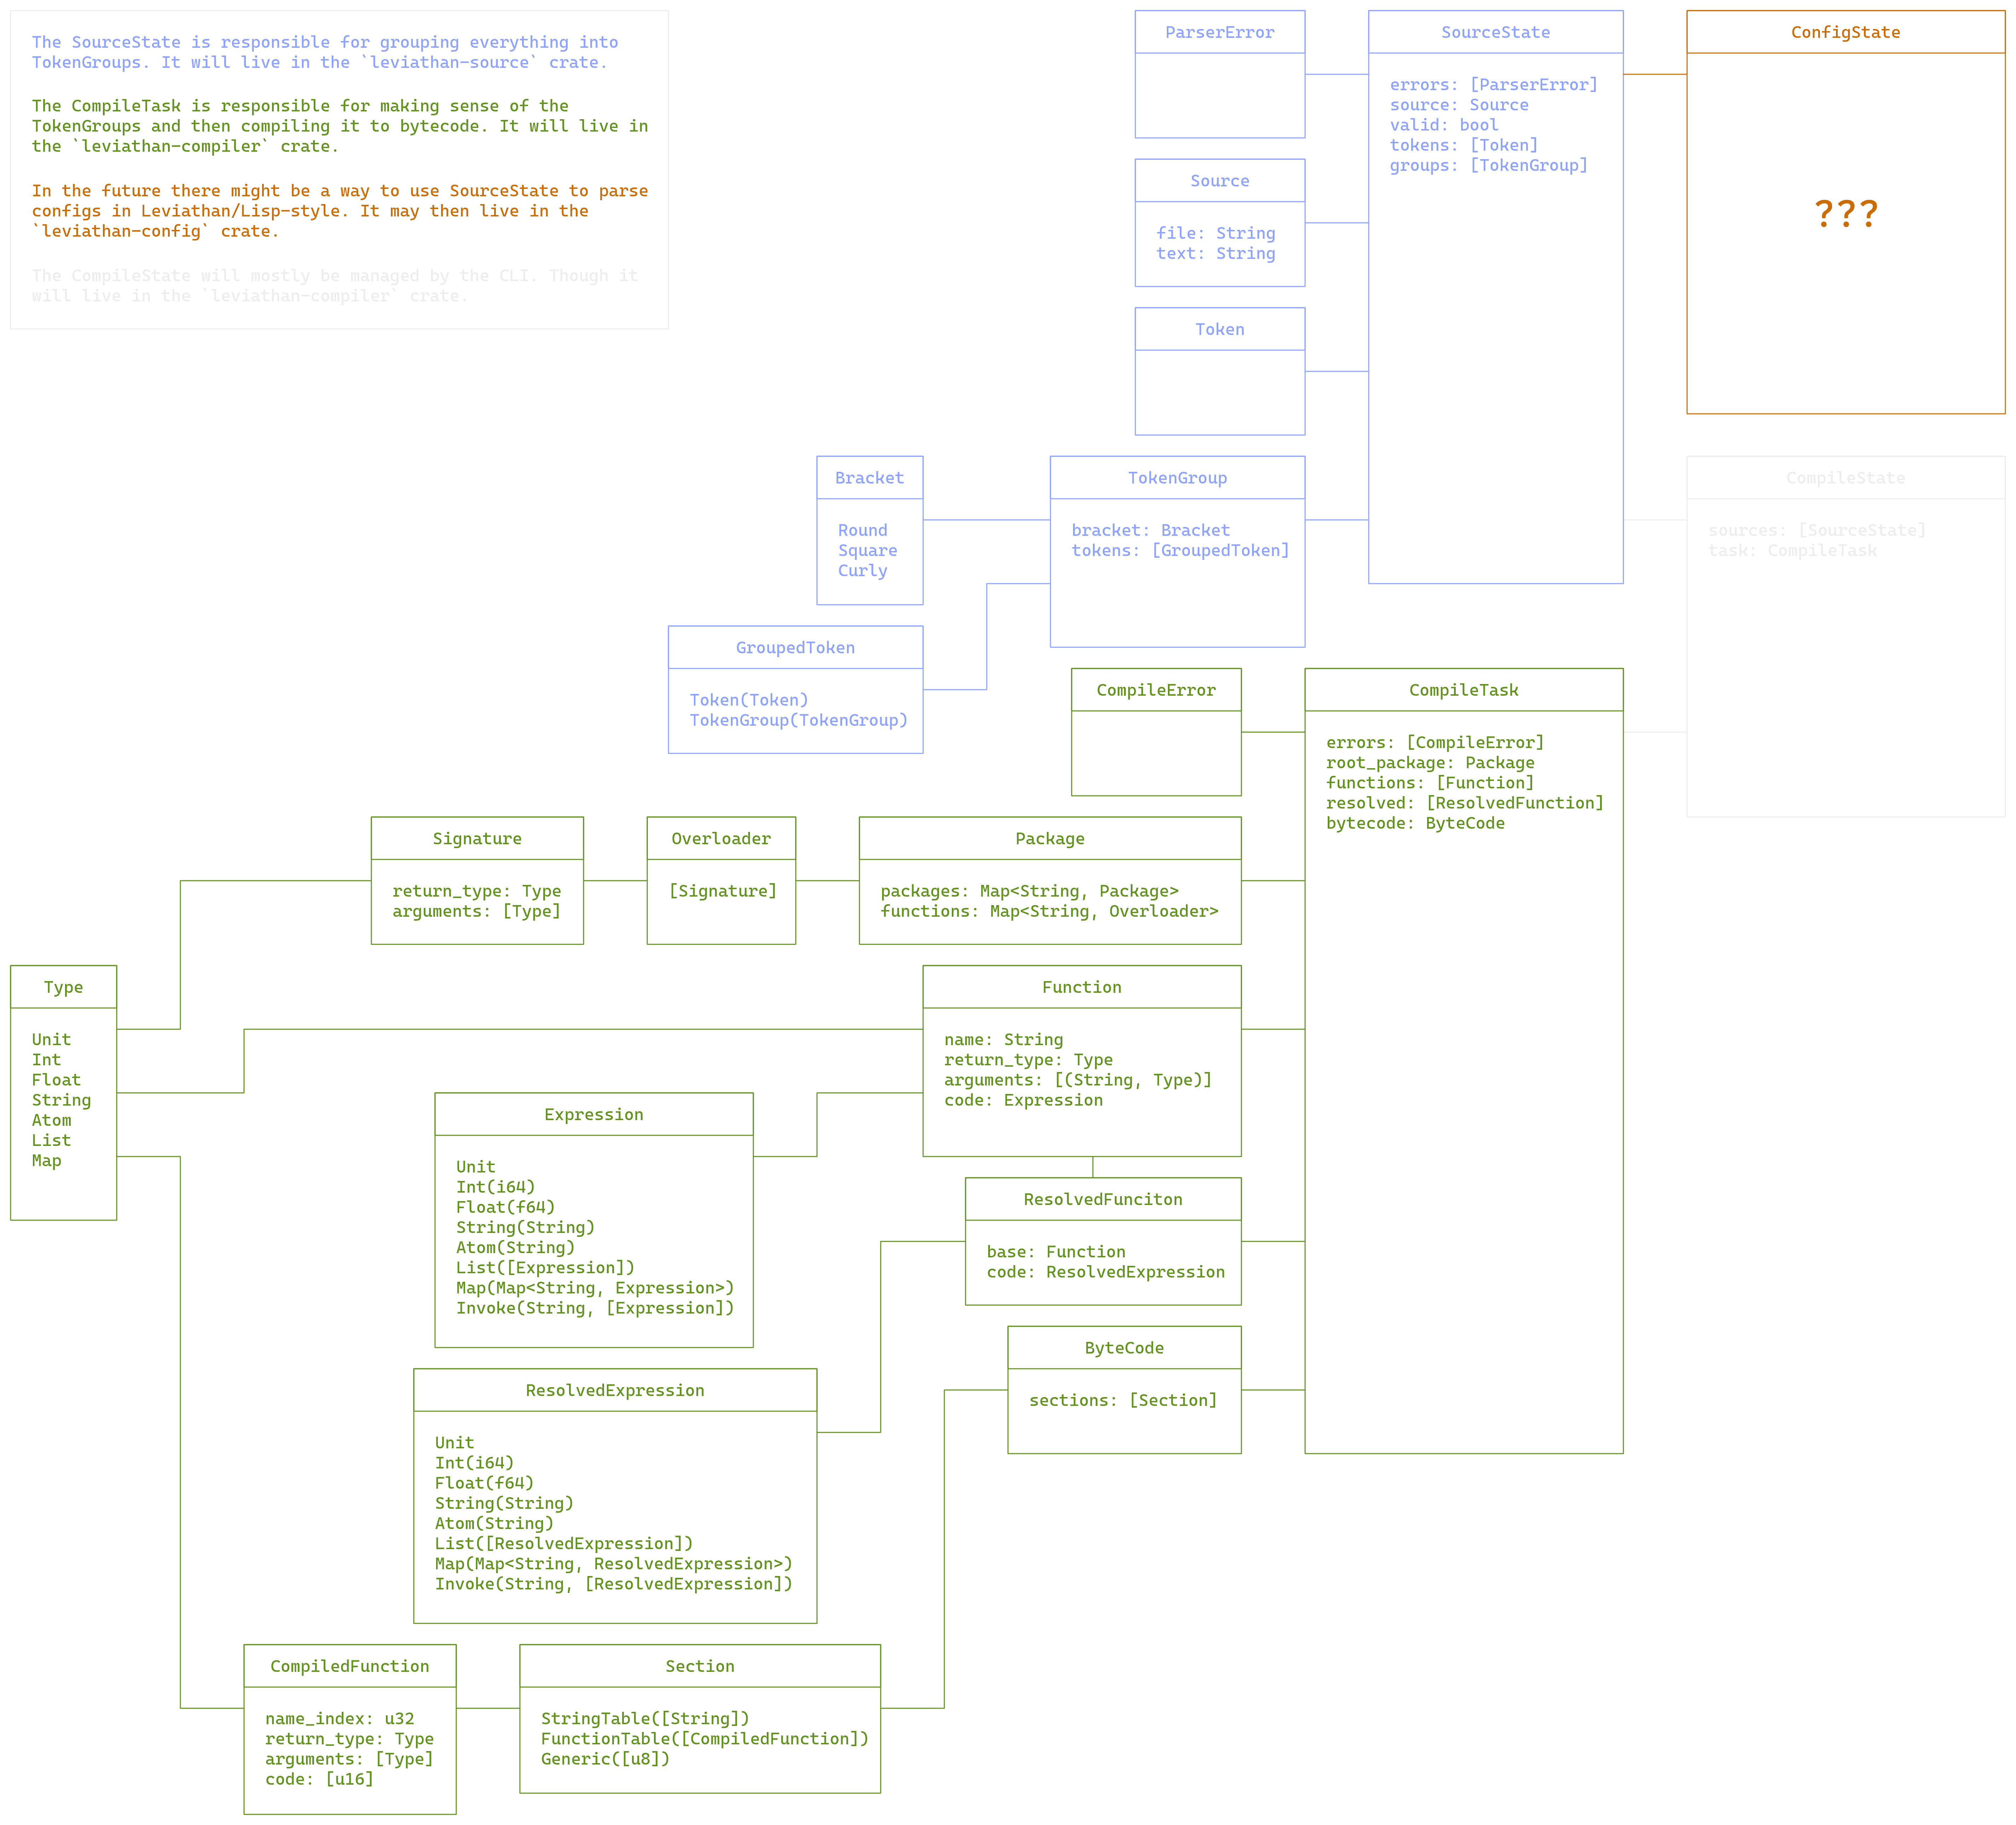 The SourceState is responsible for grouping everything into
TokenGroups. It will live in the `leviathan-source` crate.
The CompileTask is responsible for making sense of the
TokenGroups and then compiling it to bytecode. It will live in
the `leviathan-compiler` crate.
In the future there might be a way to use SourceState to parse
configs in Leviathan/Lisp-style. It may then live in the
`leviathan-config` crate.
The CompileState will mostly be managed by the CLI. Though it
will live in the `leviathan-compiler` crate.
ParserError
SourceState
errors: [ParserError]
source: Source
valid: bool
tokens: [Token]
groups: [TokenGroup]
ConfigState
???
Source
file: String
text: String
Token
Bracket
Round
Square
Curly
TokenGroup
bracket: Bracket
tokens: [GroupedToken]
CompileState
sources: [SourceState]
task: CompileTask
GroupedToken
Token(Token)
TokenGroup(TokenGroup)
CompileError
CompileTask
errors: [CompileError]
root_package: Package
functions: [Function]
resolved: [ResolvedFunction]
bytecode: ByteCode
Signature
return_type: Type
arguments: [Type]
Overloader
[Signature]
Package
packages: Map<String, Package>
functions: Map<String, Overloader>
Type
Unit
Int
Float
String
Atom
List
Map
Function
name: String
return_type: Type
arguments: [(String, Type)]
code: Expression
Expression
Unit
Int(i64)
Float(f64)
String(String)
Atom(String)
List([Expression])
Map(Map<String, Expression>)
Invoke(String, [Expression])
ResolvedFunciton
base: Function
code: ResolvedExpression
ByteCode
sections: [Section]
ResolvedExpression
Unit
Int(i64)
Float(f64)
String(String)
Atom(String)
List([ResolvedExpression])
Map(Map<String, ResolvedExpression>)
Invoke(String, [ResolvedExpression])
CompiledFunction
name_index: u32
return_type: Type
arguments: [Type]
code: [u16]
Section
StringTable([String])
FunctionTable([CompiledFunction])
Generic([u8])